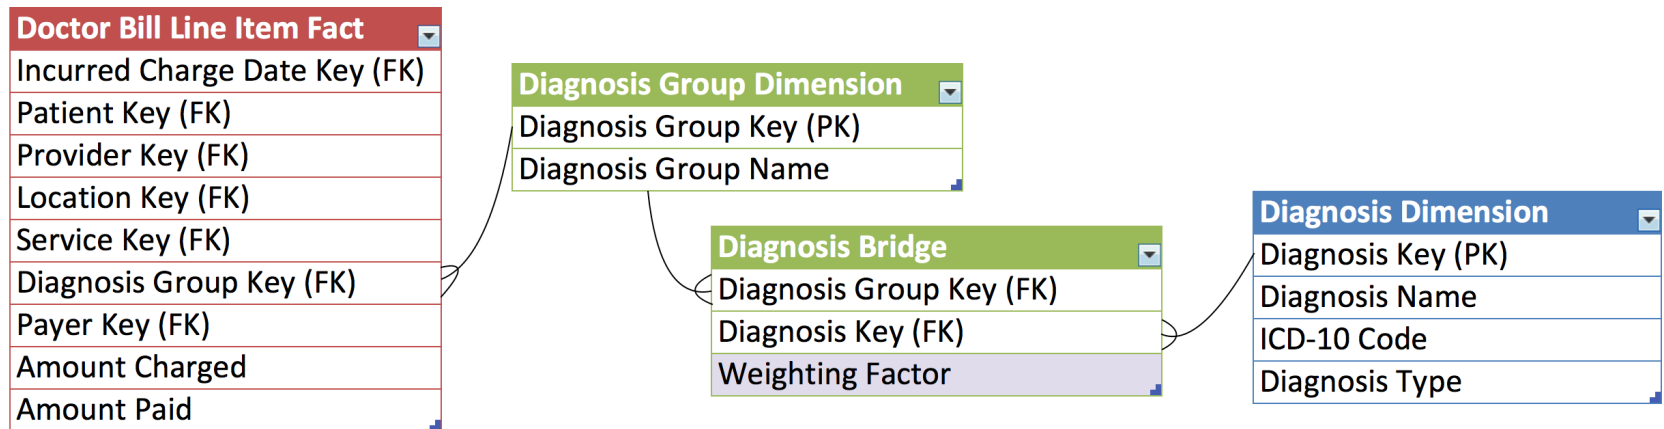 Doctor Bill Line Item Fact
Incurred Charge Date Key (FK)
Patient Key (FK)
Provider Key (FK)
Location Key (FK)
Service Key (FK)
Diagnosis Group Key (FK)
Payer Key (FK)
Amount Charged
Amount Paid
Diagnosis Group Dimension
Diagnosis Group Key (PK)
Diagnosis Group Name
Diagnosis Bridge
Diagnosis Group Key (FK)
Diagnosis Key (FK)
Weighting Factor
Diagnosis Dimension
Diagnosis Key (PK)
Diagnosis Name
ICD-10 Code
Diagnosis Type